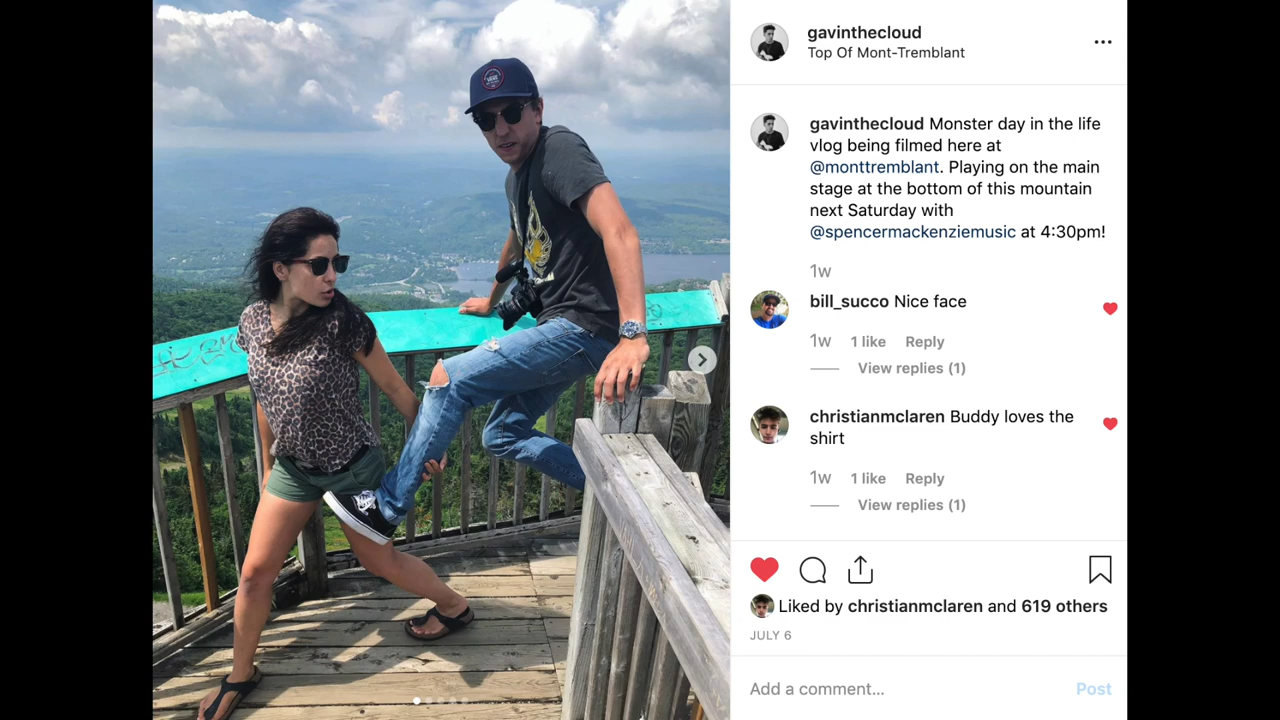 gavinthecloud
Top Of Mont-Tremblant
gavinthecloud Monster day in the life
vlog being filmed here at
@monttremblant. Playing on the main
stage at the bottom of this mountain
next Saturday with
@spencermackenziemusic at 4:30pm!
1w
bill_succo Nice face
1w 1 like Reply
View replies (1)
christianmclaren Buddy loves the
shirt
1w 1 like Reply
View replies (1)
Liked by christianmclaren and 619 others
JULY 6
Add a comment... Post